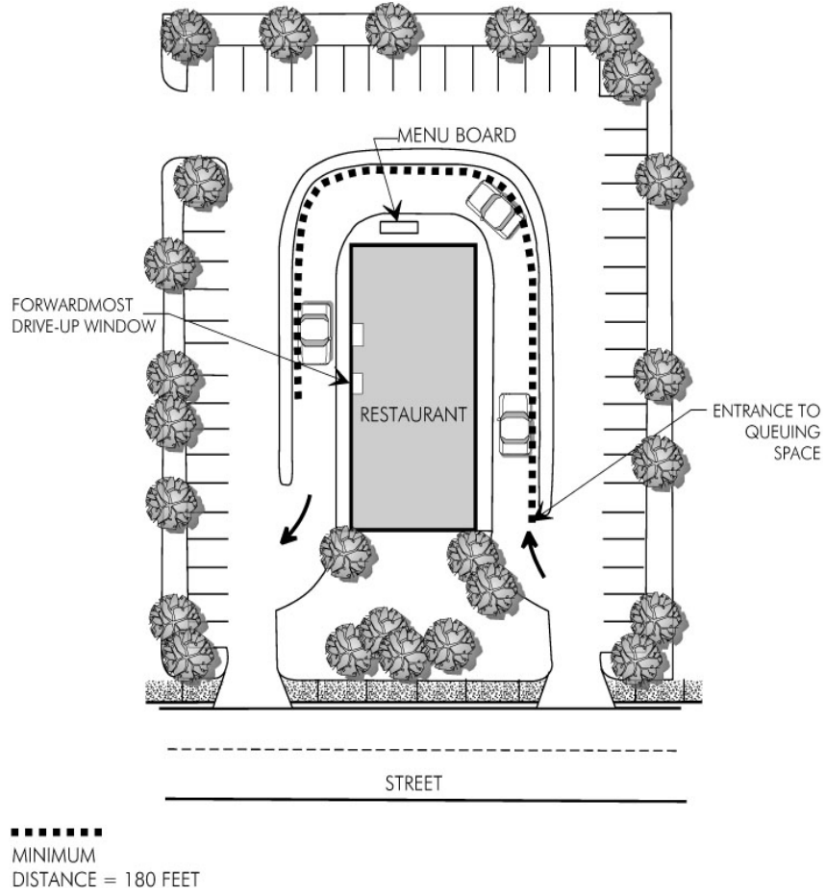 MENU BOARD
FORWARDMOST
DRIVE-UP WINDOW
RESTAURANT
ENTRANCE TO
QUEUING
SPACE
STREET
MINIMUM
DISTANCE = 180 FEET